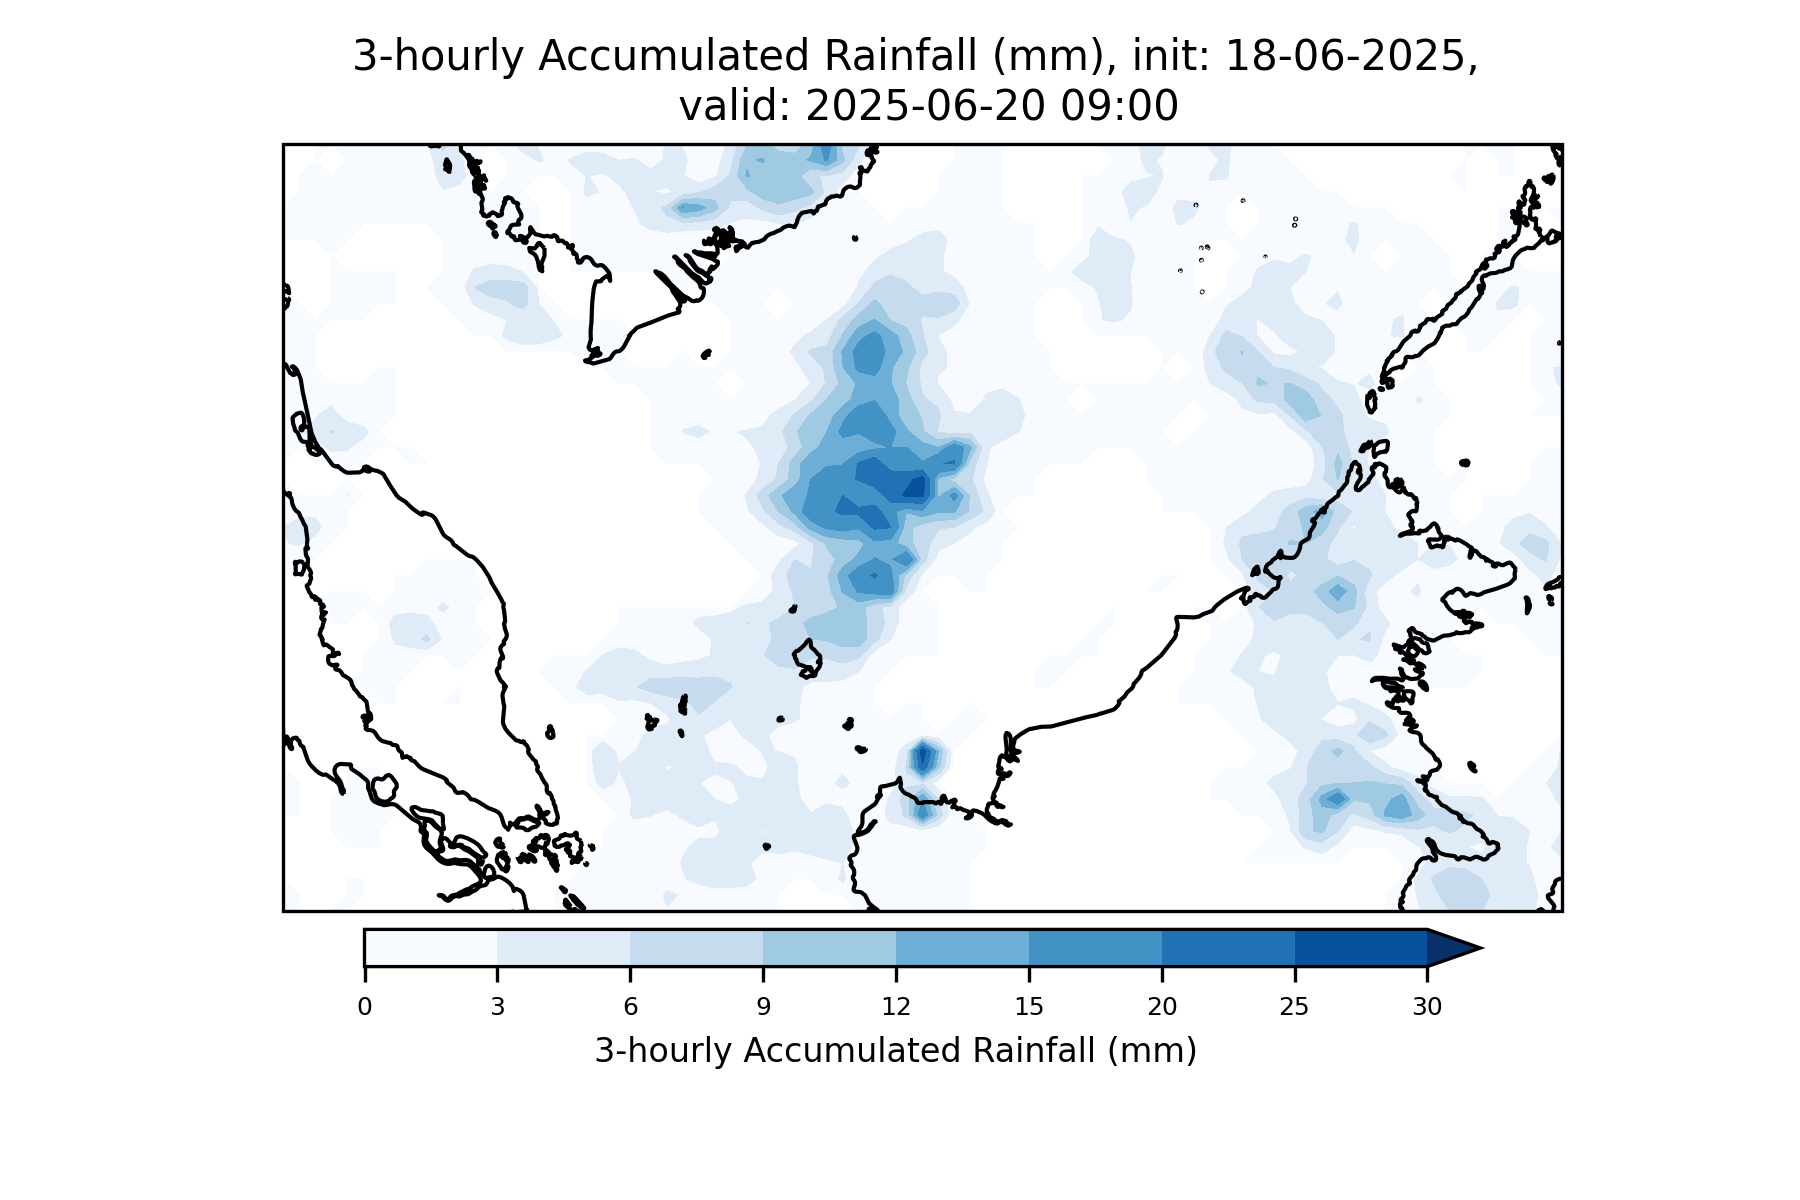 3-hourly Accumulated Rainfall (mm), init: 18-06-2025,
valid: 2025-06-20 09:00
0 3 6 9 12 15 20 25 30
3-hourly Accumulated Rainfall (mm)